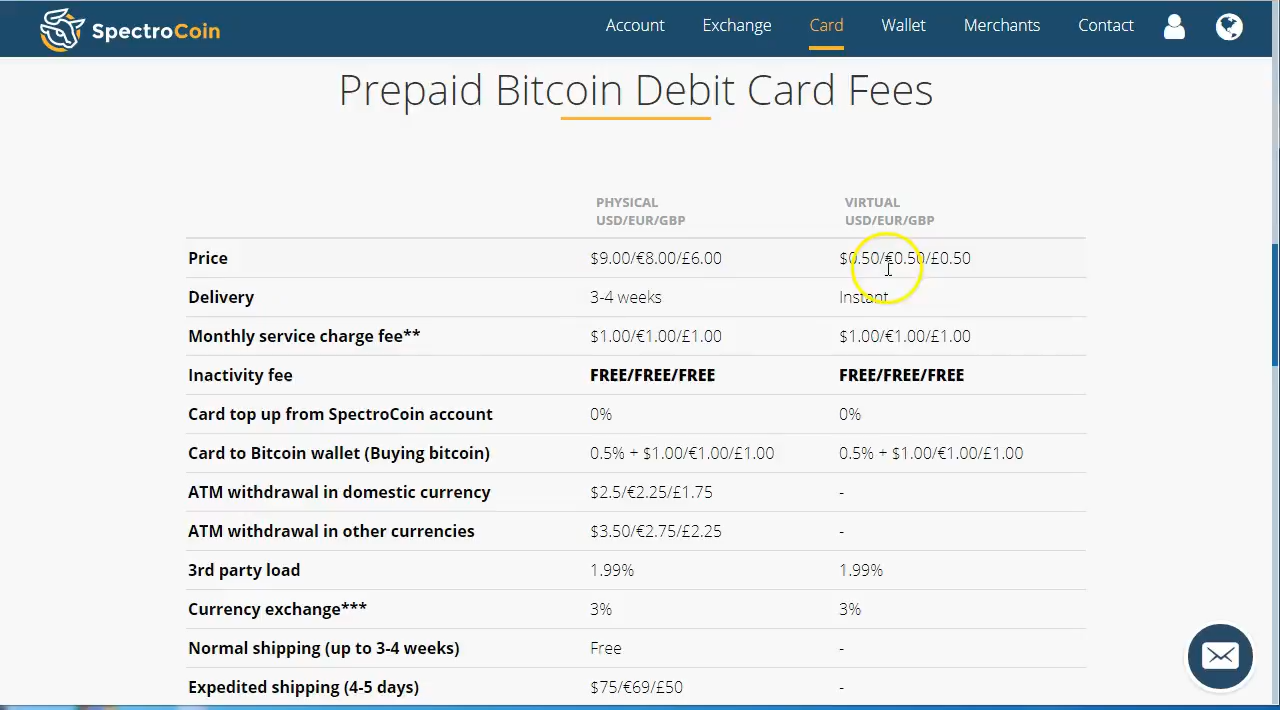 SpectroCoin
Account Exchange Card Wallet Merchants Contact
Prepaid Bitcoin Debit Card Fees
PHYSICAL VIRTUAL
USD/EUR/GBP USD/EUR/GBP
Price $9.00/€8.00/£6.00 $0.50/€0.50/£0.50
Delivery 3-4 weeks Instant
Monthly service charge fee** $1.00/€1.00/£1.00 $1.00/€1.00/£1.00
Inactivity fee FREE/FREE/FREE FREE/FREE/FREE
Card top up from SpectroCoin account 0% 0%
Card to Bitcoin wallet (Buying bitcoin) 0.5% + $1.00/€1.00/£1.00 0.5% + $1.00/€1.00/£1.00
ATM withdrawal in domestic currency $2.5/€2.25/£1.75 -
ATM withdrawal in other currencies $3.50/€2.75/£2.25 -
3rd party load 1.99% 1.99%
Currency exchange*** 3% 3%
Normal shipping (up to 3-4 weeks) Free -
Expedited shipping (4-5 days) $75/€69/£50 -